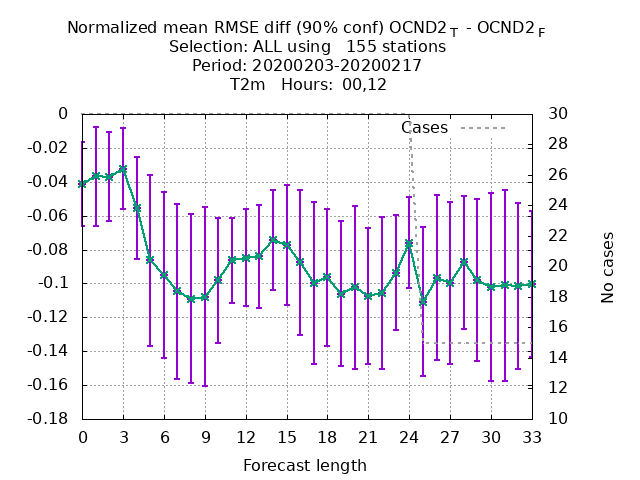 Normalized mean RMSE diff (90% conf) OCND2 T - OCND2 F
Selection: ALL using   155 stations
Period: 20200203-20200217
T2m   Hours:  00,12
Cases
0
-0.02
-0.04
-0.06
-0.08
-0.1
-0.12
-0.14
-0.16
-0.18
30
28
26
24
22
20
18
16
14
12
10
No cases
0 3 6 9 12 15 18 21 24 27 30 33
Forecast length